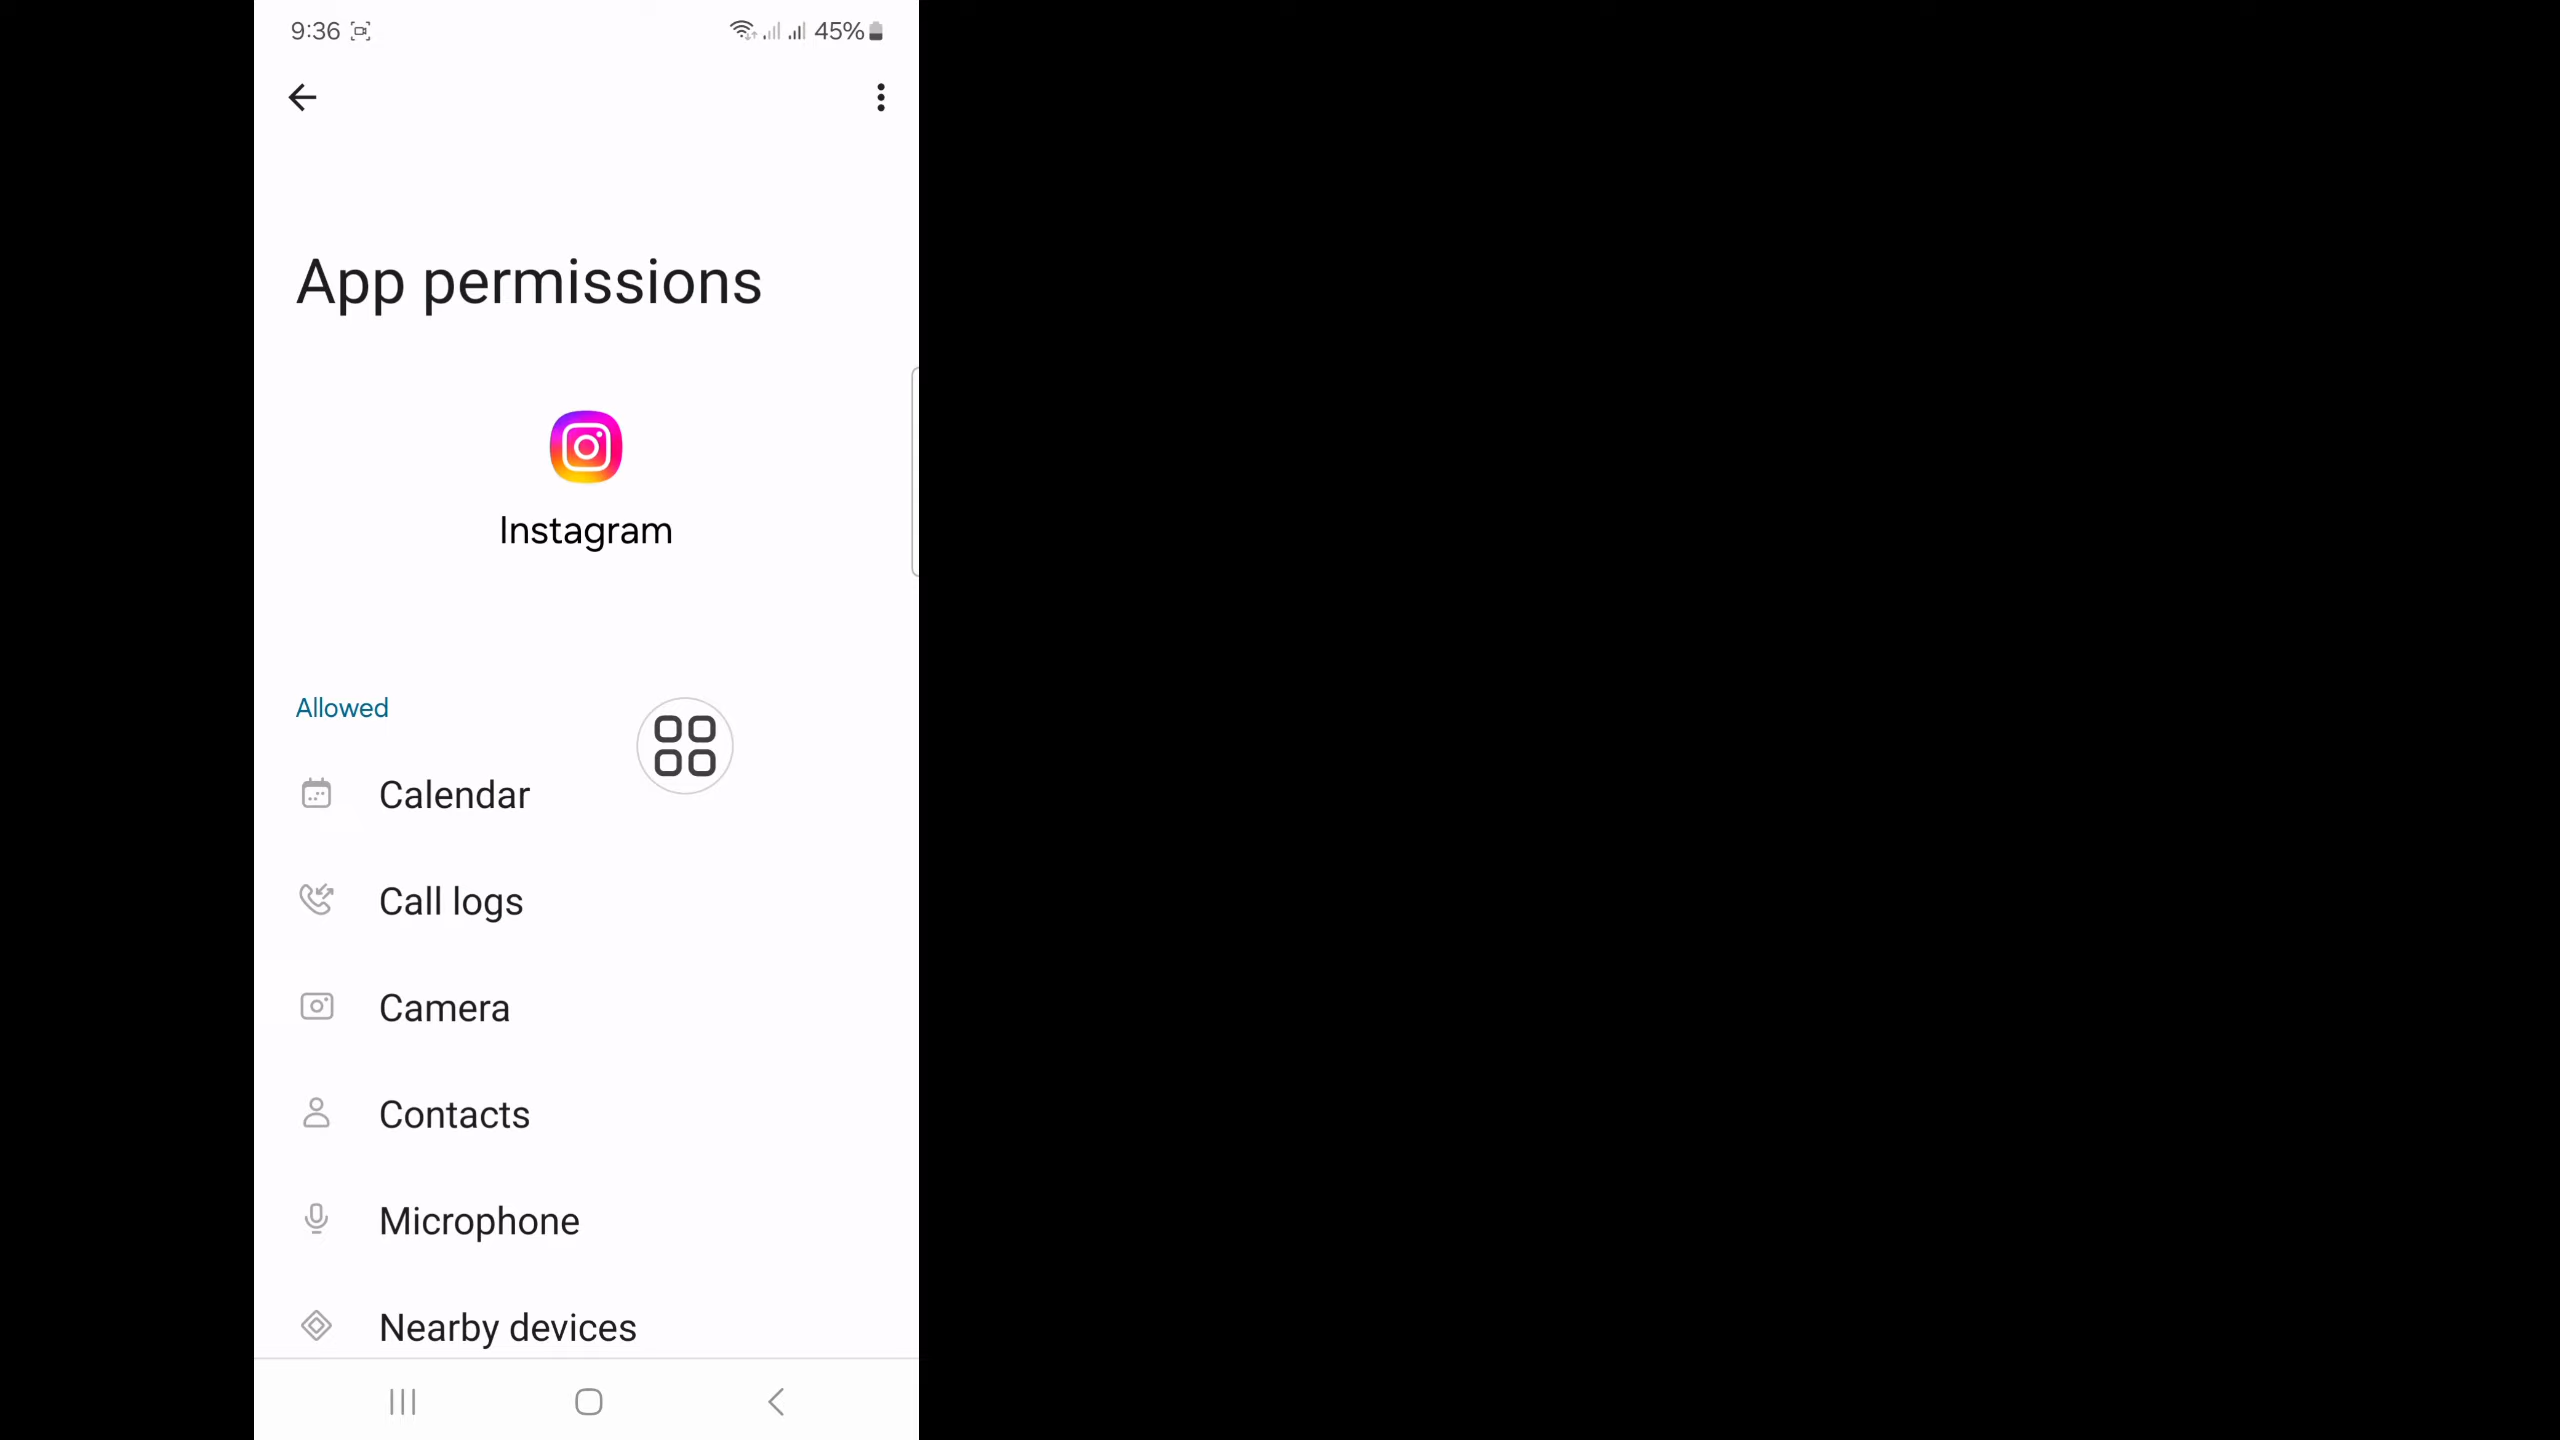 9:36
45%
App permissions
Instagram
Allowed
Calendar
Call logs
Camera
Contacts
Microphone
Nearby devices